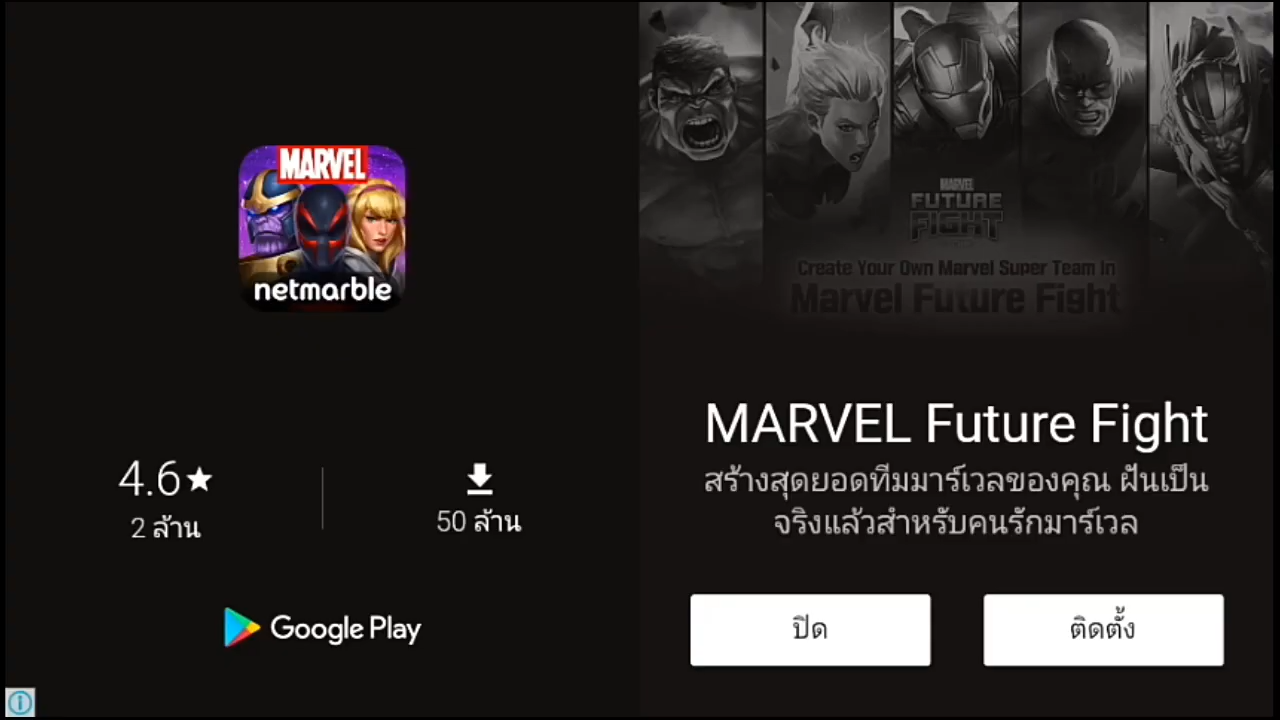 MARVEL
netmarble
4.6★
2 ล้าน
50 ล้าน
Google Play
MARVEL
FUTURE
FIGHT
Create Your Own Marvel Super Team In
Marvel Future Fight
MARVEL Future Fight
สร้างสุดยอดทีมมาร์เวลของคุณ ฝันเป็น
จริงแล้วสำหรับคนรักมาร์เวล
ปิด
ติดตั้ง